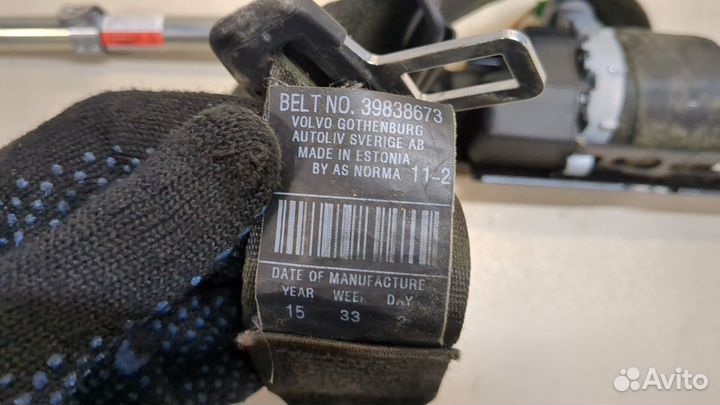 BELT NO. 39838673
VOLVO GOTHENBURG
AUTOLIV SVERIGE AB
MADE IN ESTONIA
BY AS NORMA 11-2
DATE OF MANUFACTURE
YEAR WEEK DAY
15 33
Avito